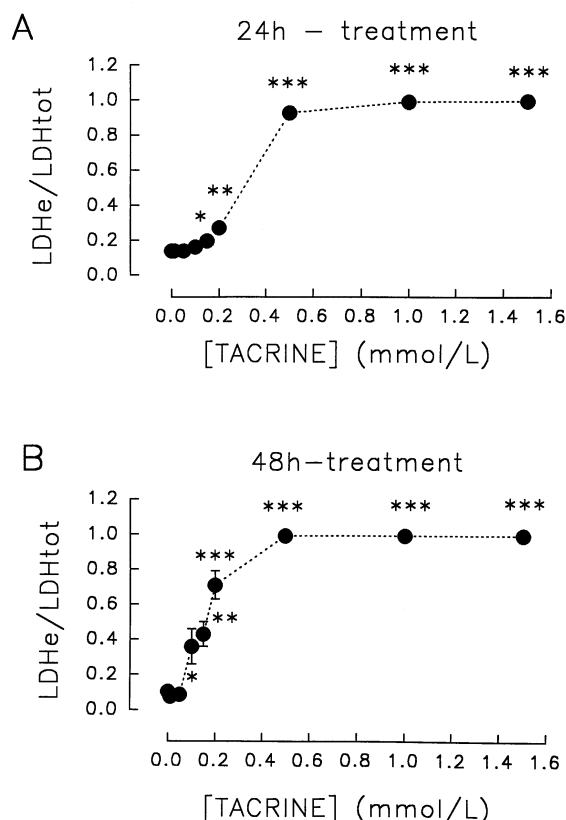 A
24h – treatment
LDHe/LDHtot
1.2
1.0
0.8
0.6
0.4
0.2
0.0
*
**
***
***
***
0.0 0.2 0.4 0.6 0.8 1.0 1.2 1.4 1.6
[TACRINE] (mmol/L)
B
48h–treatment
LDHe/LDHtot
1.2
1.0
0.8
0.6
0.4
0.2
0.0
*
**
***
***
***
***
0.0 0.2 0.4 0.6 0.8 1.0 1.2 1.4 1.6
[TACRINE] (mmol/L)